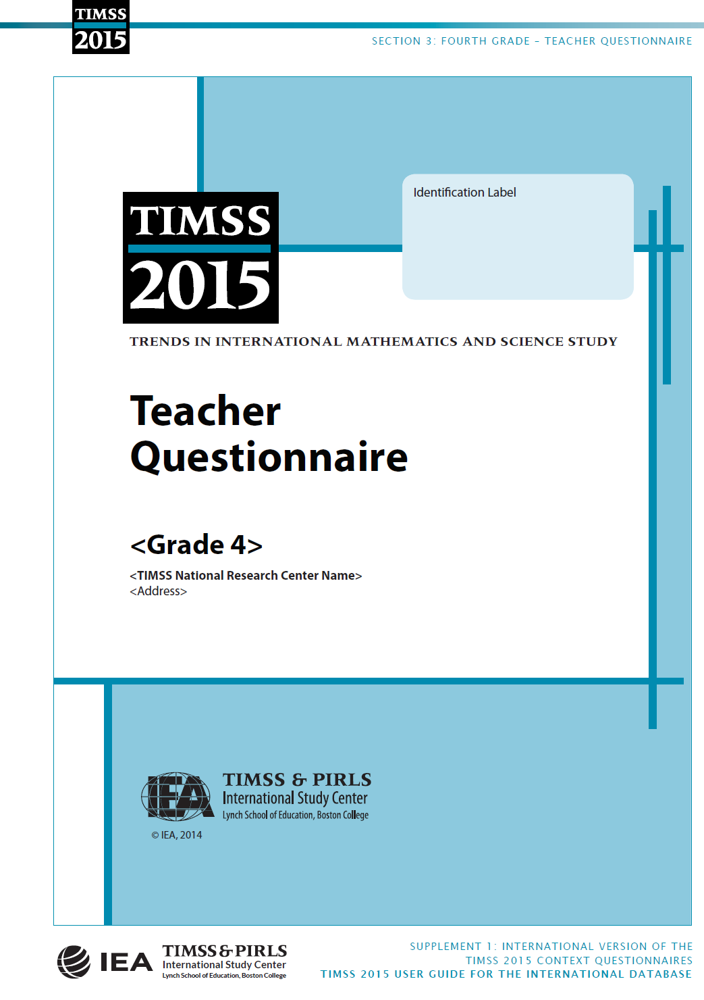 TIMSS
2015
SECTION 3: FOURTH GRADE – TEACHER QUESTIONNAIRE
Identification Label
TIMSS
2015
TRENDS IN INTERNATIONAL MATHEMATICS AND SCIENCE STUDY
Teacher
Questionnaire
<Grade 4>
<TIMSS National Research Center Name>
<Address>
IEA
TIMSS & PIRLS
International Study Center
Lynch School of Education, Boston College
© IEA, 2014
IEA
TIMSS & PIRLS
International Study Center
Lynch School of Education, Boston College
SUPPLEMENT 1: INTERNATIONAL VERSION OF THE
TIMSS 2015 CONTEXT QUESTIONNAIRES
TIMSS 2015 USER GUIDE FOR THE INTERNATIONAL DATABASE